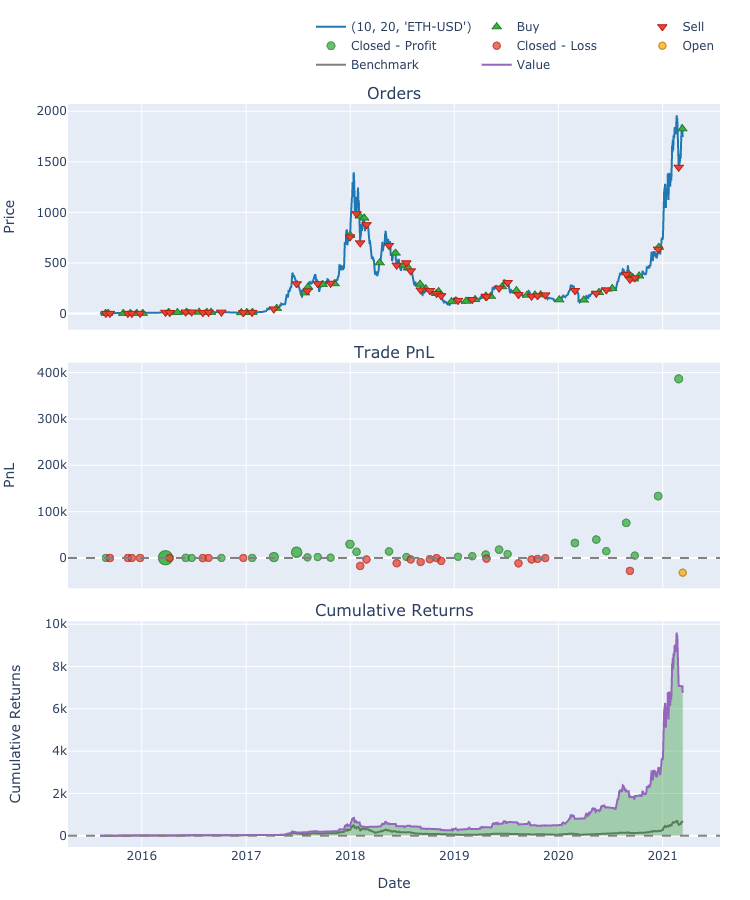 (10, 20, 'ETH-USD') Buy Sell
Closed - Profit Closed - Loss Open
Benchmark Value
Orders
2000
1500
1000
500
0
Price
Trade PnL
400k
300k
200k
100k
0
PnL
Cumulative Returns
10k
8k
6k
4k
2k
0
Cumulative Returns
2016 2017 2018 2019 2020 2021
Date